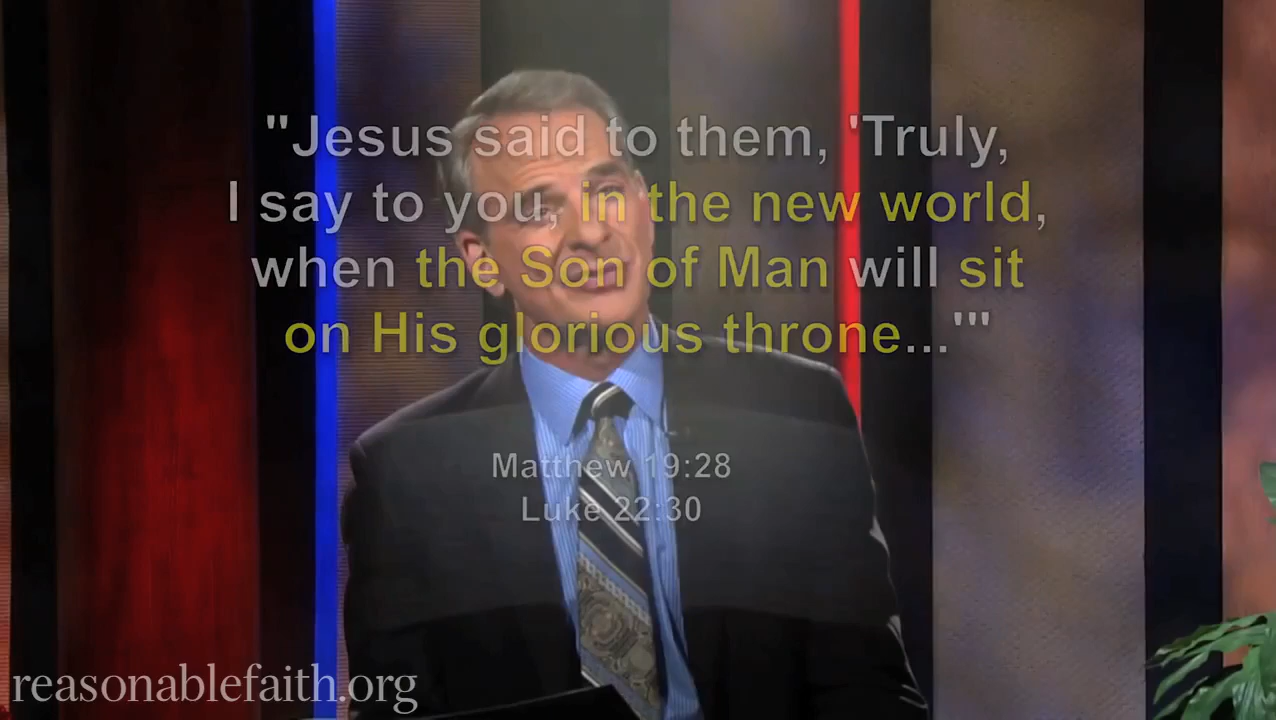 "Jesus said to them, 'Truly,
I say to you, in the new world,
when the Son of Man will sit
on His glorious throne...'"
Matthew 19:28
Luke 22:30
reasonablefaith.org